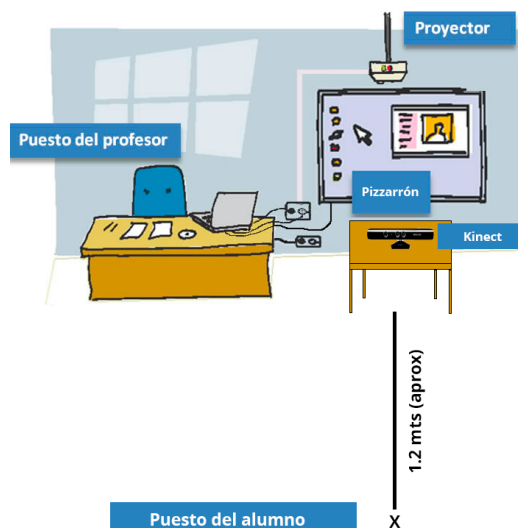 Proyector
Puesto del profesor
Pizzarrón
Kinect
1.2 mts (aprox)
Puesto del alumno
X